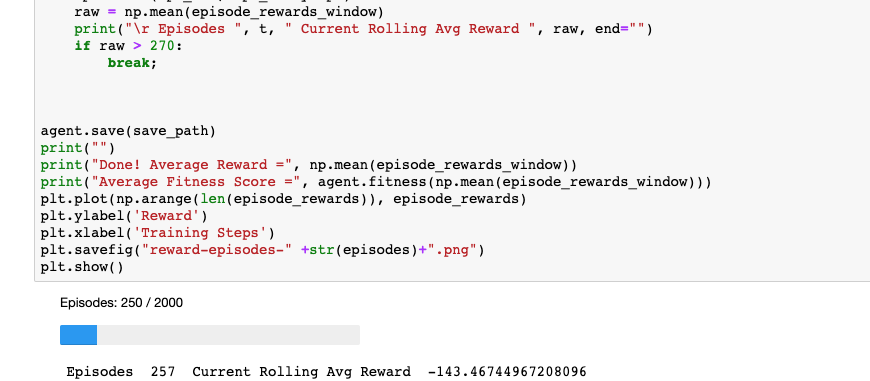 raw = np.mean(episode_rewards_window)
print("\r Episodes ", t, " Current Rolling Avg Reward ", raw, end="")
if raw > 270:
break;
agent.save(save_path)
print("")
print("Done! Average Reward =", np.mean(episode_rewards_window))
print("Average Fitness Score =", agent.fitness(np.mean(episode_rewards_window)))
plt.plot(np.arange(len(episode_rewards)), episode_rewards)
plt.ylabel('Reward')
plt.xlabel('Training Steps')
plt.savefig("reward-episodes-" +str(episodes)+".png")
plt.show()
Episodes: 250 / 2000
Episodes  257  Current Rolling Avg Reward  -143.46744967208096